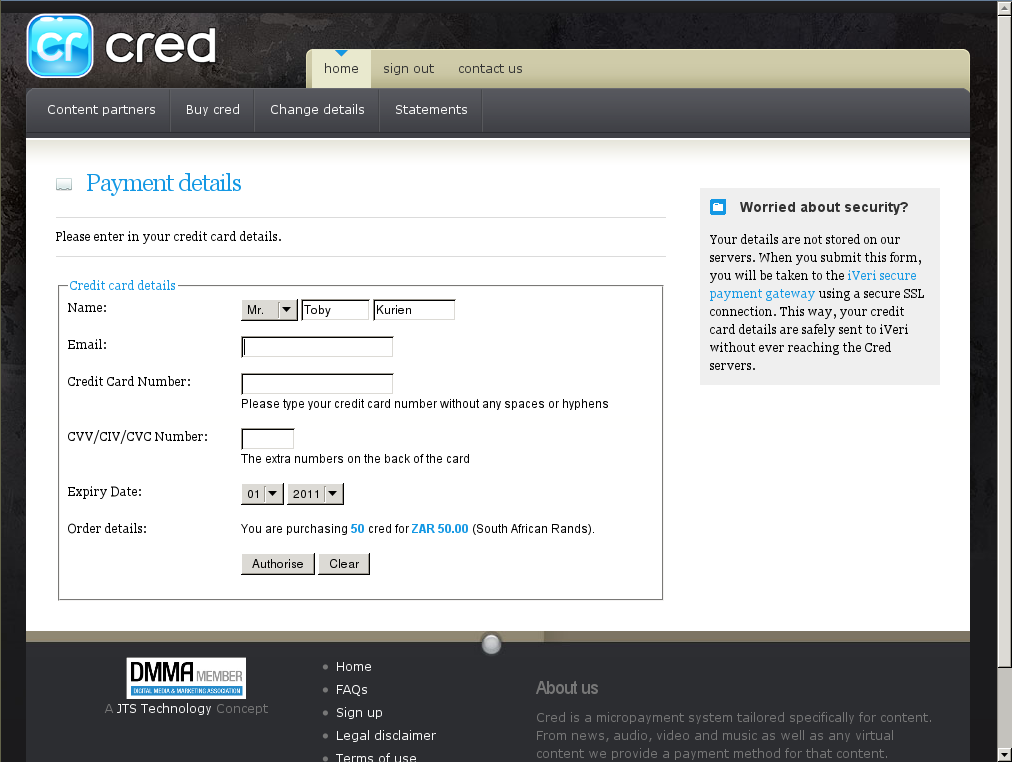 cr cred
home sign out contact us
Content partners Buy cred Change details Statements
Payment details
Please enter in your credit card details.
Credit card details
Name: Mr. Toby Kurien
Email:
Credit Card Number:
Please type your credit card number without any spaces or hyphens
CVV/CIV/CVC Number:
The extra numbers on the back of the card
Expiry Date: 01 2011
Order details: You are purchasing 50 cred for ZAR 50.00 (South African Rands).
Authorise Clear
Worried about security?
Your details are not stored on our
servers. When you submit this form,
you will be taken to the iVeri secure
payment gateway using a secure SSL
connection. This way, your credit
card details are safely sent to iVeri
without ever reaching the Cred
servers.
DMMA MEMBER
DIGITAL MEDIA & MARKETING ASSOCIATION
A JTS Technology Concept
Home
FAQs
Sign up
Legal disclaimer
Terms of use
About us
Cred is a micropayment system tailored specifically for content.
From news, audio, video and music as well as any virtual
content we provide a payment method for that content.